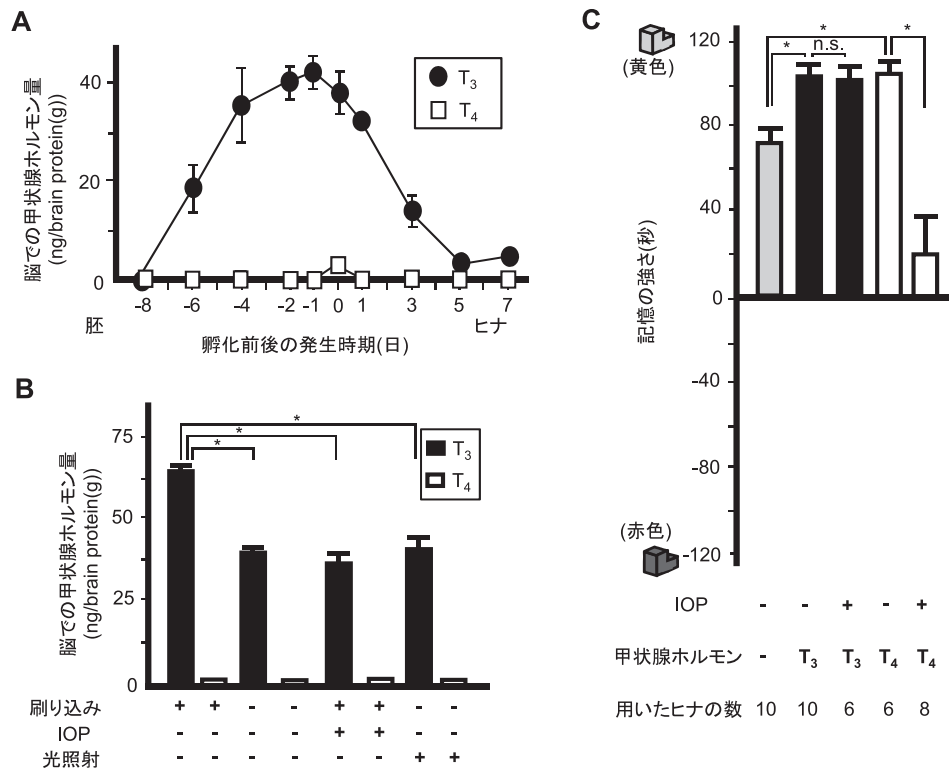 A
脳での甲状腺ホルモン量
(ng/brain protein(g))
40
20
0
T3
T4
-8 -6 -4 -2 -1 0 1 3 5 7
胚 ヒナ
孵化前後の発生時期(日)
B
脳での甲状腺ホルモン量
(ng/brain protein(g))
75
50
25
0
* * *
T3
T4
刷り込み + + - - + + - -
IOP - - - - + + - -
光照射 - - - - - - + +
C
(黄色)
記憶の強さ(秒)
120
80
40
0
-40
-80
-120
* * n.s. *
(赤色)
IOP - - + - +
甲状腺ホルモン - T3 T3 T4 T4
用いたヒナの数 10 10 6 6 8